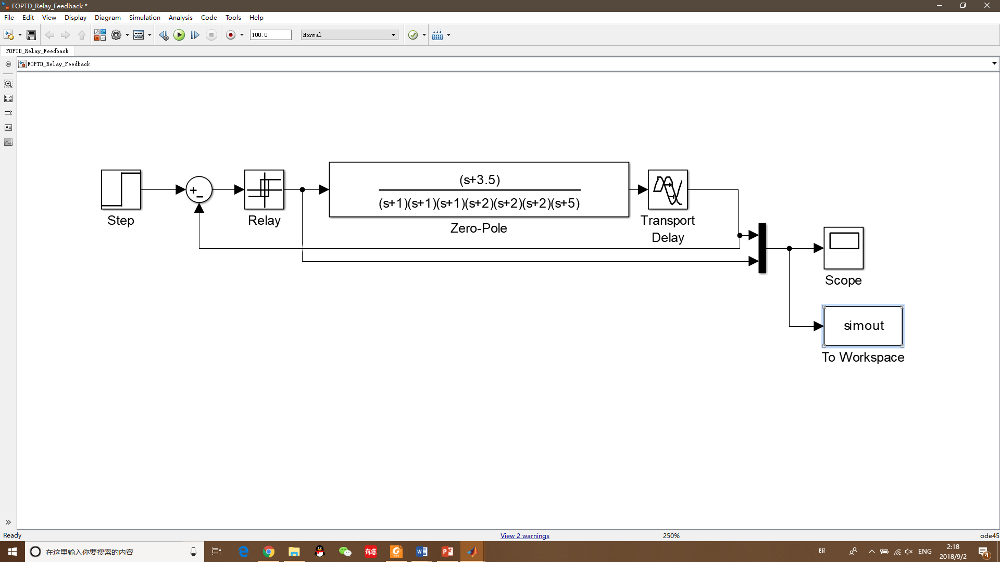 FOPTD_Relay_Feedback *
File Edit View Display Diagram Simulation Analysis Code Tools Help
100.0 Normal
FOPTD_Relay_Feedback
FOPTD_Relay_Feedback
(s+3.5)
(s+1)(s+1)(s+1)(s+2)(s+2)(s+2)(s+5)
Step
Relay
Zero-Pole
Transport
Delay
Scope
simout
To Workspace
Ready View 2 warnings 250% ode45
在这里输入你要搜索的内容
EN
ENG
2:18
2018/9/2
4